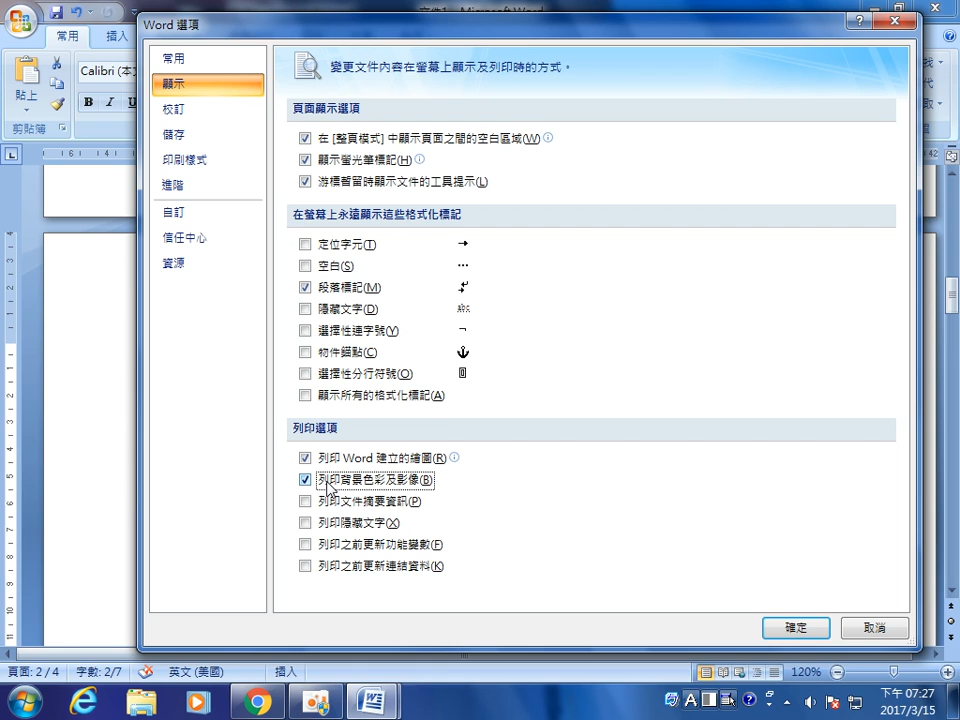 文件1 - Microsoft Word
Word 選項
常用
插入
Calibri (本文
貼上
B I U
剪貼簿
常用
顯示
校訂
儲存
印刷樣式
進階
自訂
信任中心
資源
變更文件內容在螢幕上顯示及列印時的方式。
頁面顯示選項
在 [整頁模式] 中顯示頁面之間的空白區域(W)
顯示螢光筆標記(H)
游標暫留時顯示文件的工具提示(L)
在螢幕上永遠顯示這些格式化標記
定位字元(T)
空白(S)
段落標記(M)
隱藏文字(D)
abc
選擇性連字號(Y)
物件錨點(C)
選擇性分行符號(O)
顯示所有的格式化標記(A)
列印選項
列印 Word 建立的繪圖(R)
列印背景色彩及影像(B)
列印文件摘要資訊(P)
列印隱藏文字(X)
列印之前更新功能變數(F)
列印之前更新連結資料(K)
確定
取消
頁面: 2 / 4
字數: 2/7
英文 (美國)
插入
120%
下午 07:27
2017/3/15